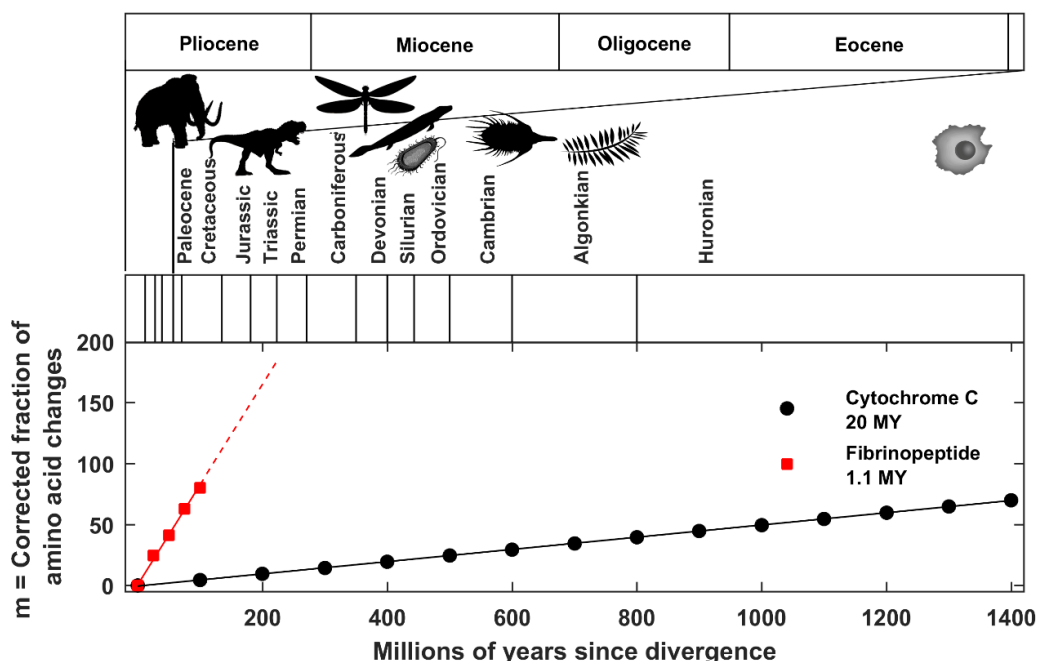 Pliocene
Miocene
Oligocene
Eocene
Paleocene
Cretaceous
Jurassic
Triassic
Permian
Carboniferous
Devonian
Silurian
Ordovician
Cambrian
Algonkian
Huronian
m = Corrected fraction of
amino acid changes
200
150
100
50
0
Cytochrome C
20 MY
Fibrinopeptide
1.1 MY
200
400
600
800
1000
1200
1400
Millions of years since divergence